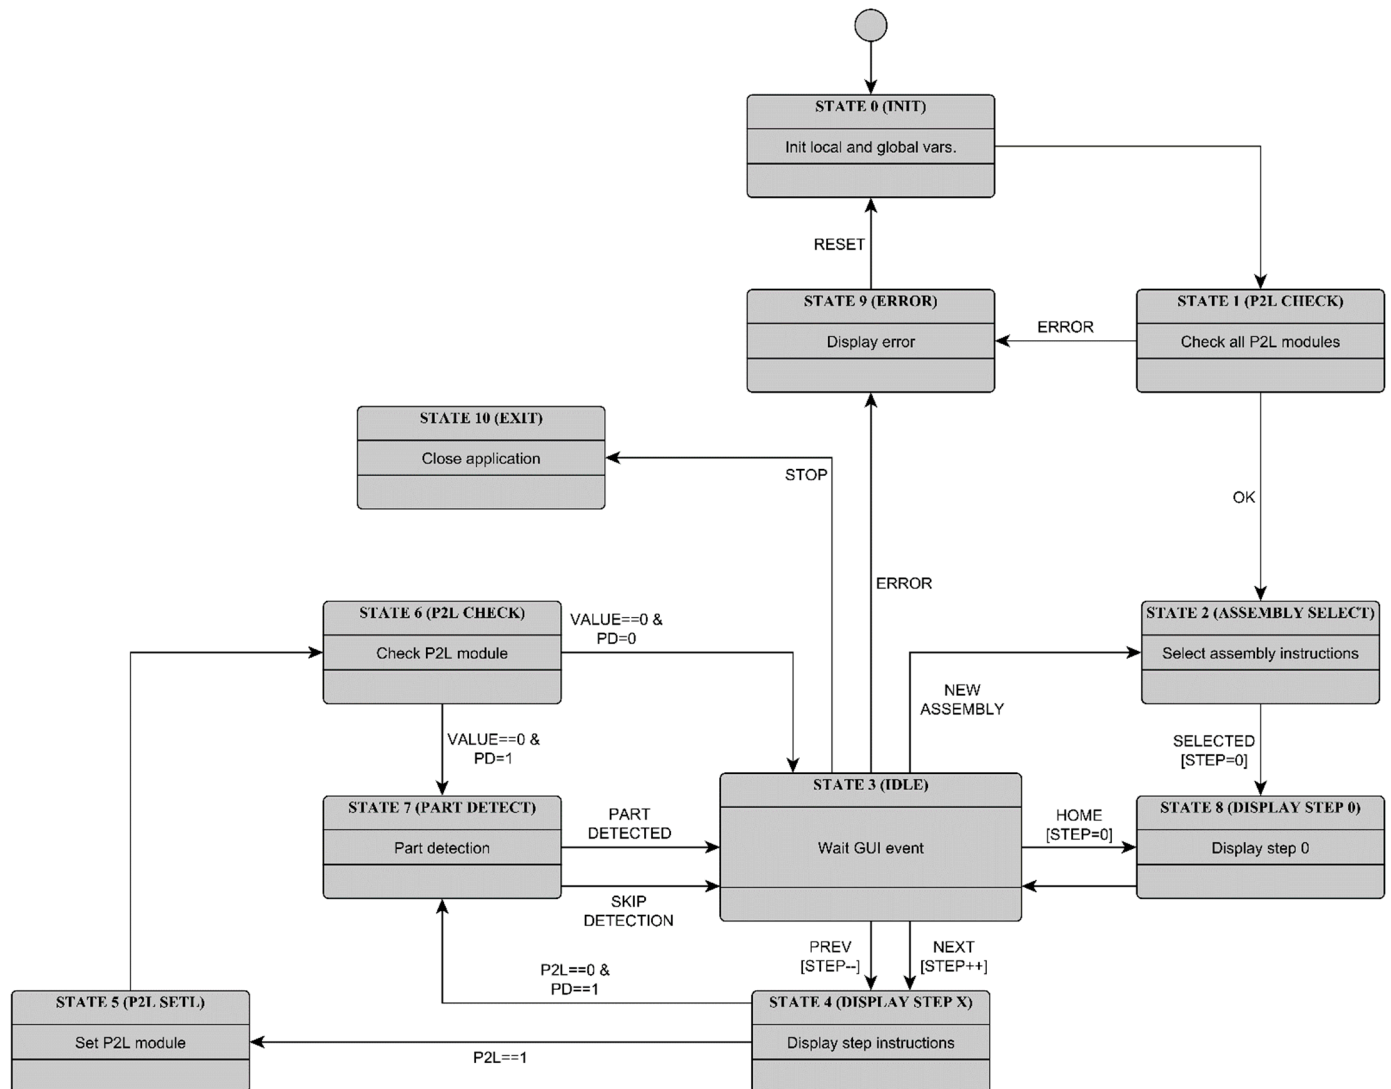 STATE 0 (INIT)
Init local and global vars.
RESET
STATE 9 (ERROR)
Display error
ERROR
STATE 1 (P2L CHECK)
Check all P2L modules
STATE 10 (EXIT)
Close application
STOP
OK
ERROR
STATE 6 (P2L CHECK)
Check P2L module
VALUE==0 &
PD=0
STATE 2 (ASSEMBLY SELECT)
Select assembly instructions
NEW
ASSEMBLY
VALUE==0 &
PD=1
SELECTED
[STEP=0]
STATE 7 (PART DETECT)
Part detection
PART
DETECTED
SKIP
DETECTION
STATE 3 (IDLE)
Wait GUI event
HOME
[STEP=0]
STATE 8 (DISPLAY STEP 0)
Display step 0
PREV
[STEP--]
NEXT
[STEP++]
P2L==0 &
PD==1
STATE 5 (P2L SETL)
Set P2L module
P2L==1
STATE 4 (DISPLAY STEP X)
Display step instructions